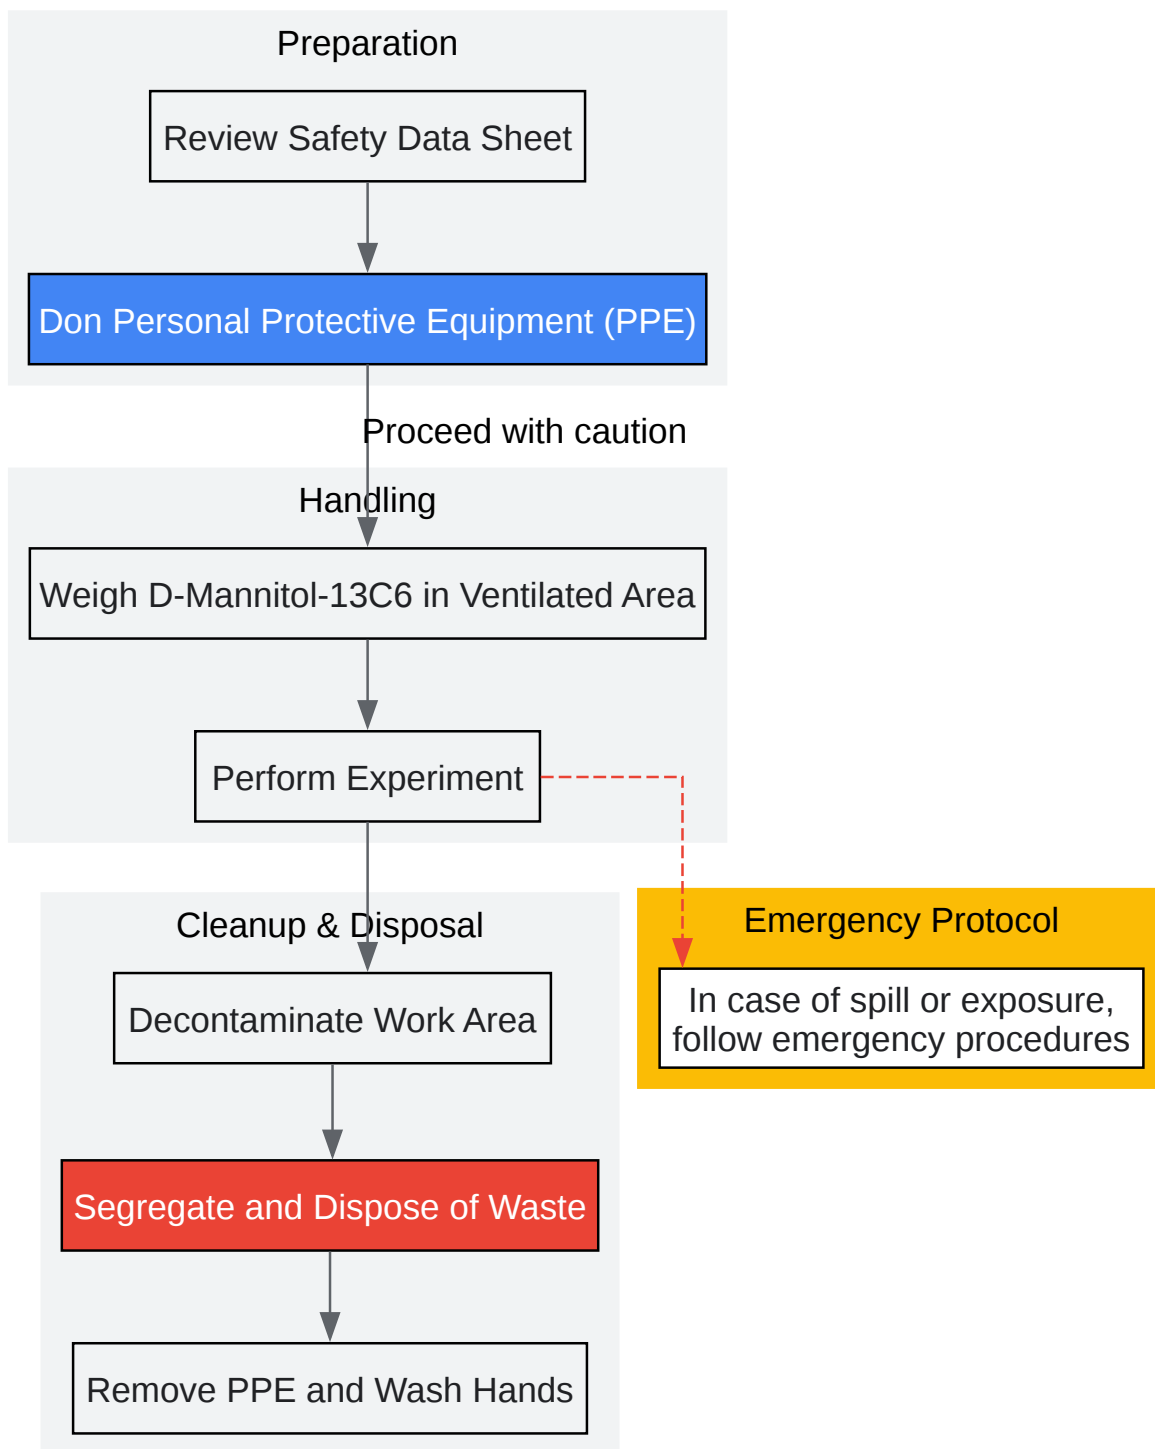 Preparation
Review Safety Data Sheet
Don Personal Protective Equipment (PPE)
Proceed with caution
Handling
Weigh D-Mannitol-13C6 in Ventilated Area
Perform Experiment
Cleanup & Disposal
Decontaminate Work Area
Segregate and Dispose of Waste
Remove PPE and Wash Hands
Emergency Protocol
In case of spill or exposure,
follow emergency procedures